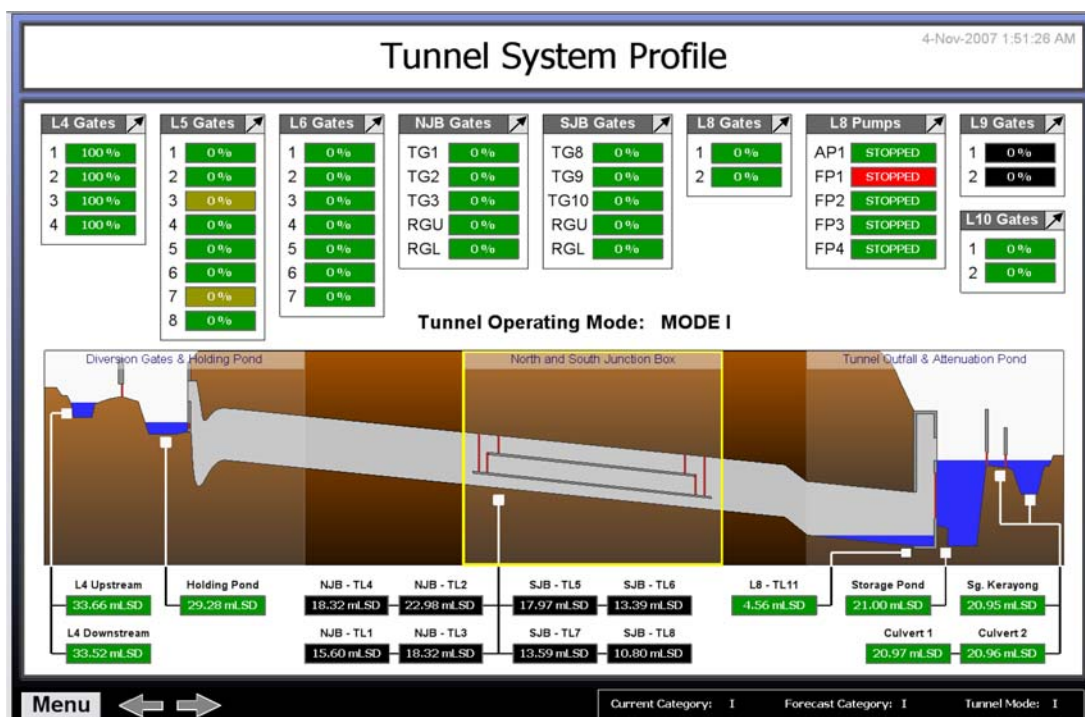 4-Nov-2007 1:51:26 AM
Tunnel System Profile
L4 Gates
1 100 %
2 100 %
3 100 %
4 100 %
L5 Gates
1 0 %
2 0 %
3 0 %
4 0 %
5 0 %
6 0 %
7 0 %
8 0 %
L6 Gates
1 0 %
2 0 %
3 0 %
4 0 %
5 0 %
6 0 %
7 0 %
NJB Gates
TG1 0 %
TG2 0 %
TG3 0 %
RGU 0 %
RGL 0 %
SJB Gates
TG8 0 %
TG9 0 %
TG10 0 %
RGU 0 %
RGL 0 %
L8 Gates
1 0 %
2 0 %
L8 Pumps
AP1 STOPPED
FP1 STOPPED
FP2 STOPPED
FP3 STOPPED
FP4 STOPPED
L9 Gates
1 0 %
2 0 %
L10 Gates
1 0 %
2 0 %
Tunnel Operating Mode: MODE I
Diversion Gates & Holding Pond
North and South Junction Box
Tunnel Outfall & Attenuation Pond
L4 Upstream Holding Pond NJB - TL4 NJB - TL2 SJB - TL5 SJB - TL6 L8 - TL11 Storage Pond Sg. Kerayong
33.66 mLSD 29.28 mLSD 18.32 mLSD 22.98 mLSD 17.97 mLSD 13.39 mLSD 4.56 mLSD 21.00 mLSD 20.95 mLSD
L4 Downstream NJB - TL1 NJB - TL3 SJB - TL7 SJB - TL8 Culvert 1 Culvert 2
33.52 mLSD 15.60 mLSD 18.32 mLSD 13.59 mLSD 10.80 mLSD 20.97 mLSD 20.96 mLSD
Menu
Current Category: I Forecast Category: I Tunnel Mode: I